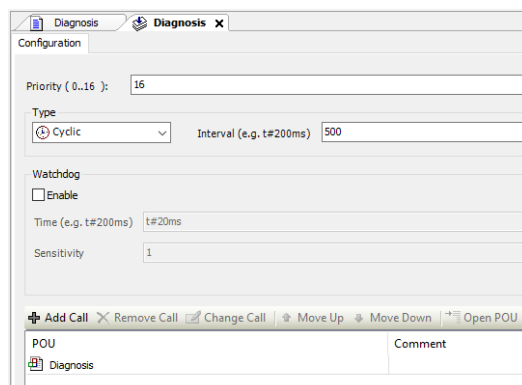 Diagnosis Diagnosis X
Configuration
Priority ( 0..16 ): 16
Type
Cyclic Interval (e.g. t#200ms) 500
Watchdog
Enable
Time (e.g. t#200ms) t#20ms
Sensitivity 1
Add Call Remove Call Change Call Move Up Move Down Open POU
POU Comment
Diagnosis